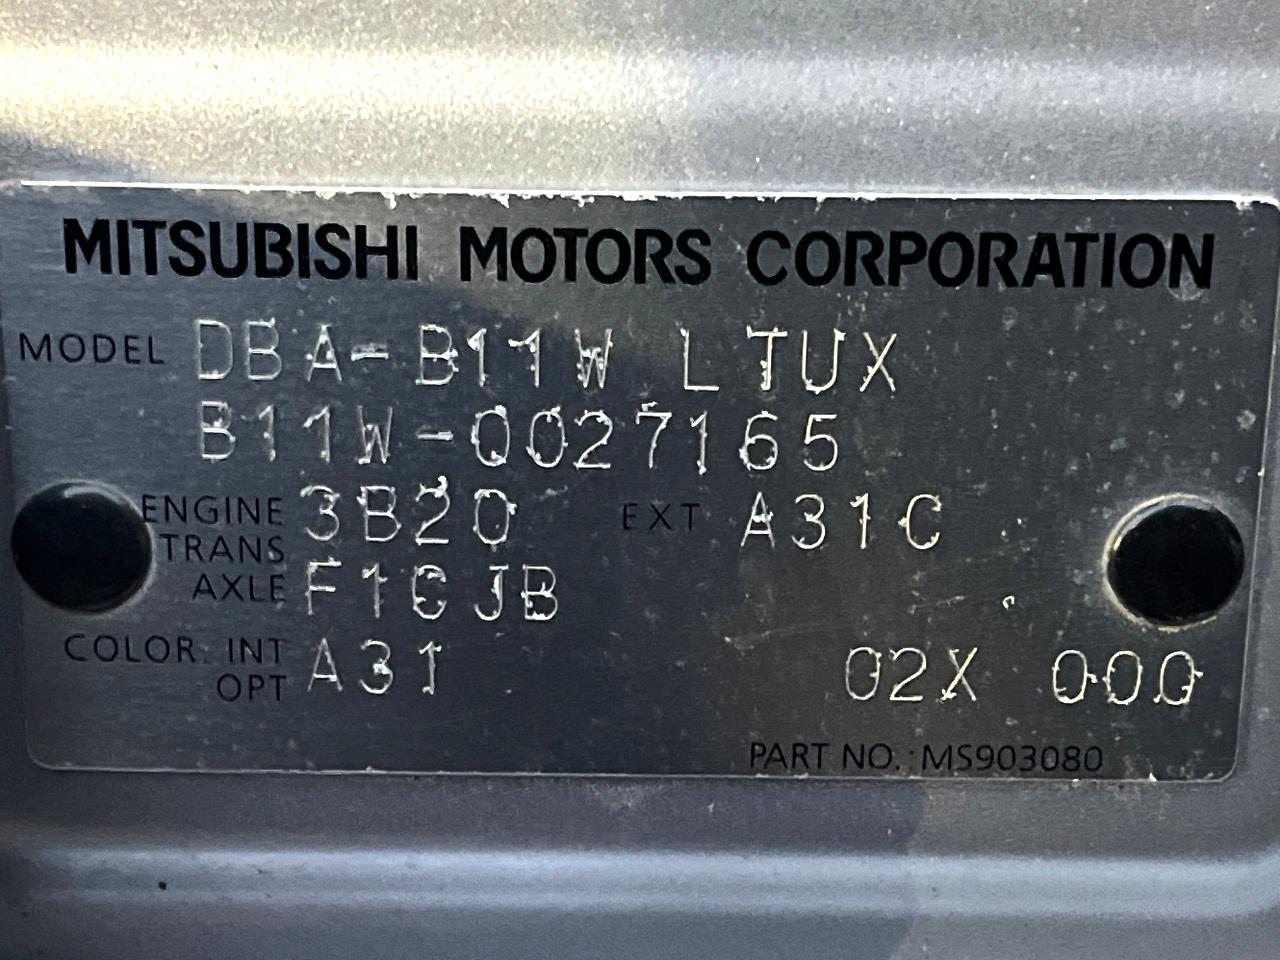 MITSUBISHI MOTORS CORPORATION
MODEL DBA-B11W LTUX
B11W-0027165
ENGINE 3B20 EXT A31C
TRANS
AXLE F1CJB
COLOR, INT A31 02X 000
OPT
PART NO.:MS903080